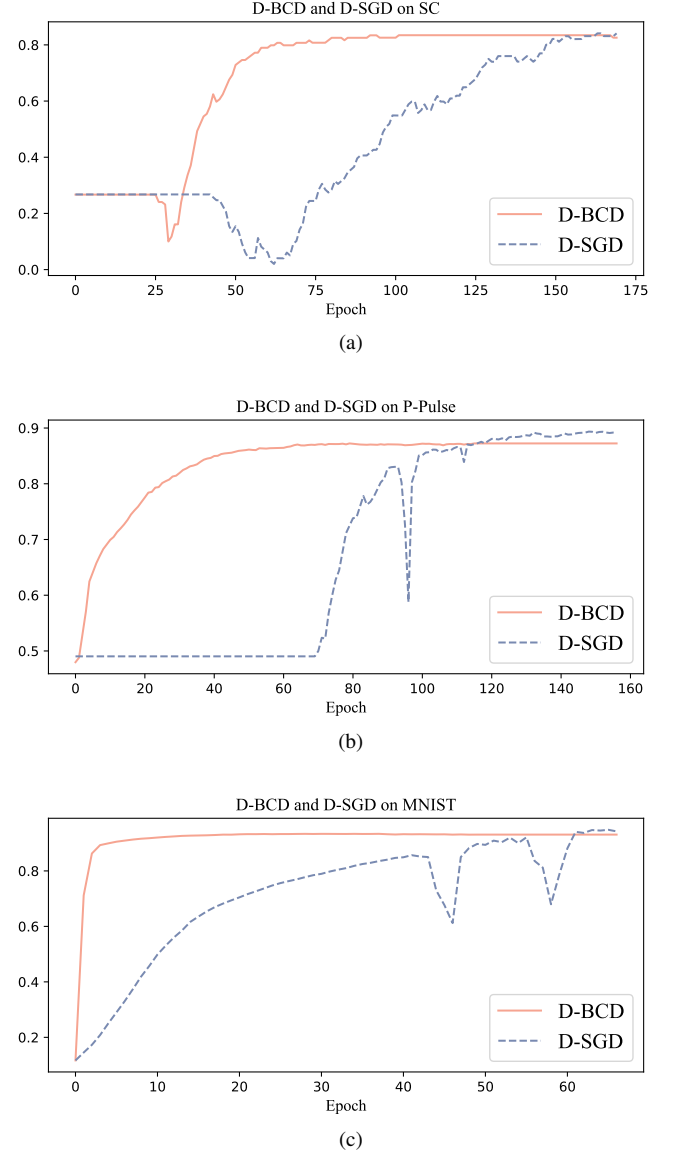 D-BCD and D-SGD on SC
0.8
0.6
0.4
0.2
0.0
D-BCD
D-SGD
0 25 50 75 100 125 150 175
Epoch
(a)
D-BCD and D-SGD on P-Pulse
0.9
0.8
0.7
0.6
0.5
D-BCD
D-SGD
0 20 40 60 80 100 120 140 160
Epoch
(b)
D-BCD and D-SGD on MNIST
0.8
0.6
0.4
0.2
D-BCD
D-SGD
0 10 20 30 40 50 60
Epoch
(c)